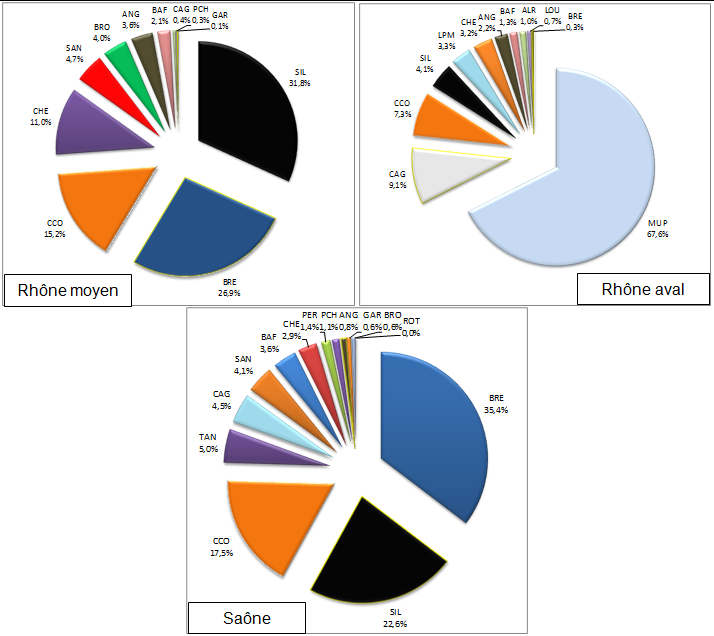 ANG
3,6%
BAF
2,1%
CAG
0,4%
PCH
0,3%
GAR
0,1%
BRO
4,0%
SAN
4,7%
CHE
11,0%
CCO
15,2%
SIL
31,8%
BRE
26,9%
Rhône moyen
BAF
1,3%
ALR
1,0%
LOU
0,7%
BRE
0,3%
ANG
2,2%
CHE
3,2%
LPM
3,3%
SIL
4,1%
CCO
7,3%
CAG
9,1%
MUP
67,6%
Rhône aval
PER
1,4%
PCH
1,1%
ANG
0,8%
GAR
0,6%
BRO
0,6%
ROT
0,0%
CHE
2,9%
BAF
3,6%
SAN
4,1%
CAG
4,5%
TAN
5,0%
CCO
17,5%
BRE
35,4%
SIL
22,6%
Saône